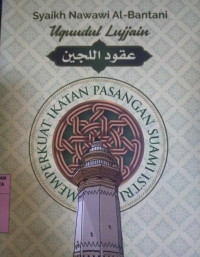 Syaikh Nawawi Al-Bantani
Uquudul Lujjain
عقود اللجين
MEMPERKUAT IKATAN PASANGAN SUAMI ISTRI